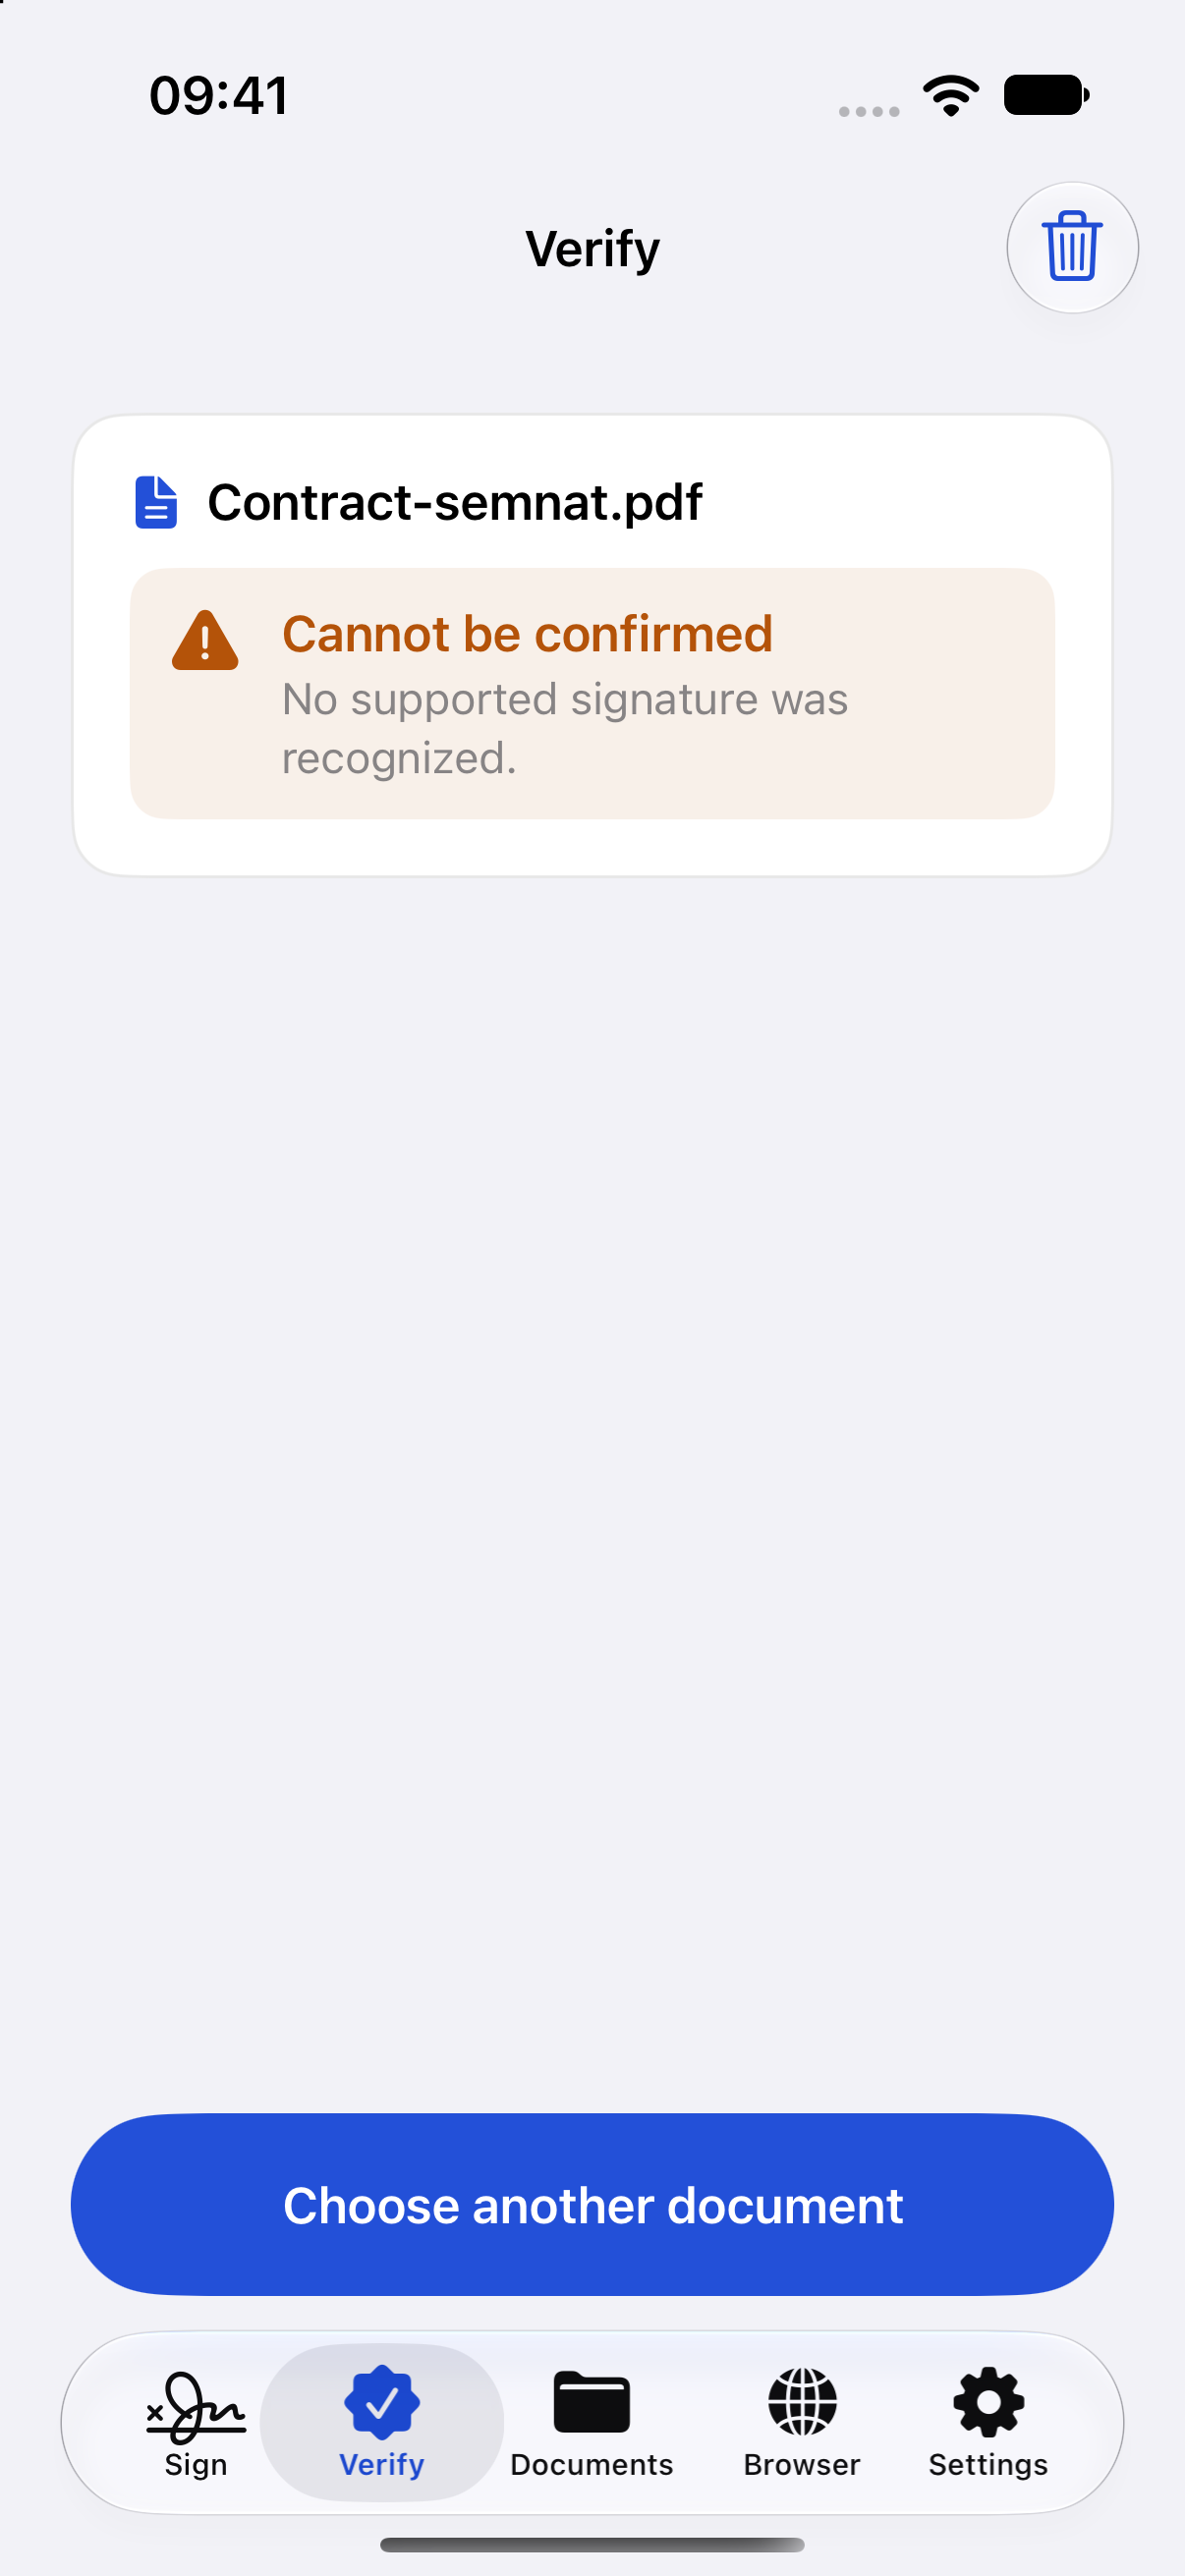 09:41
Verify
Contract-semnat.pdf
Cannot be confirmed
No supported signature was
recognized.
Choose another document
Sign
Verify
Documents
Browser
Settings